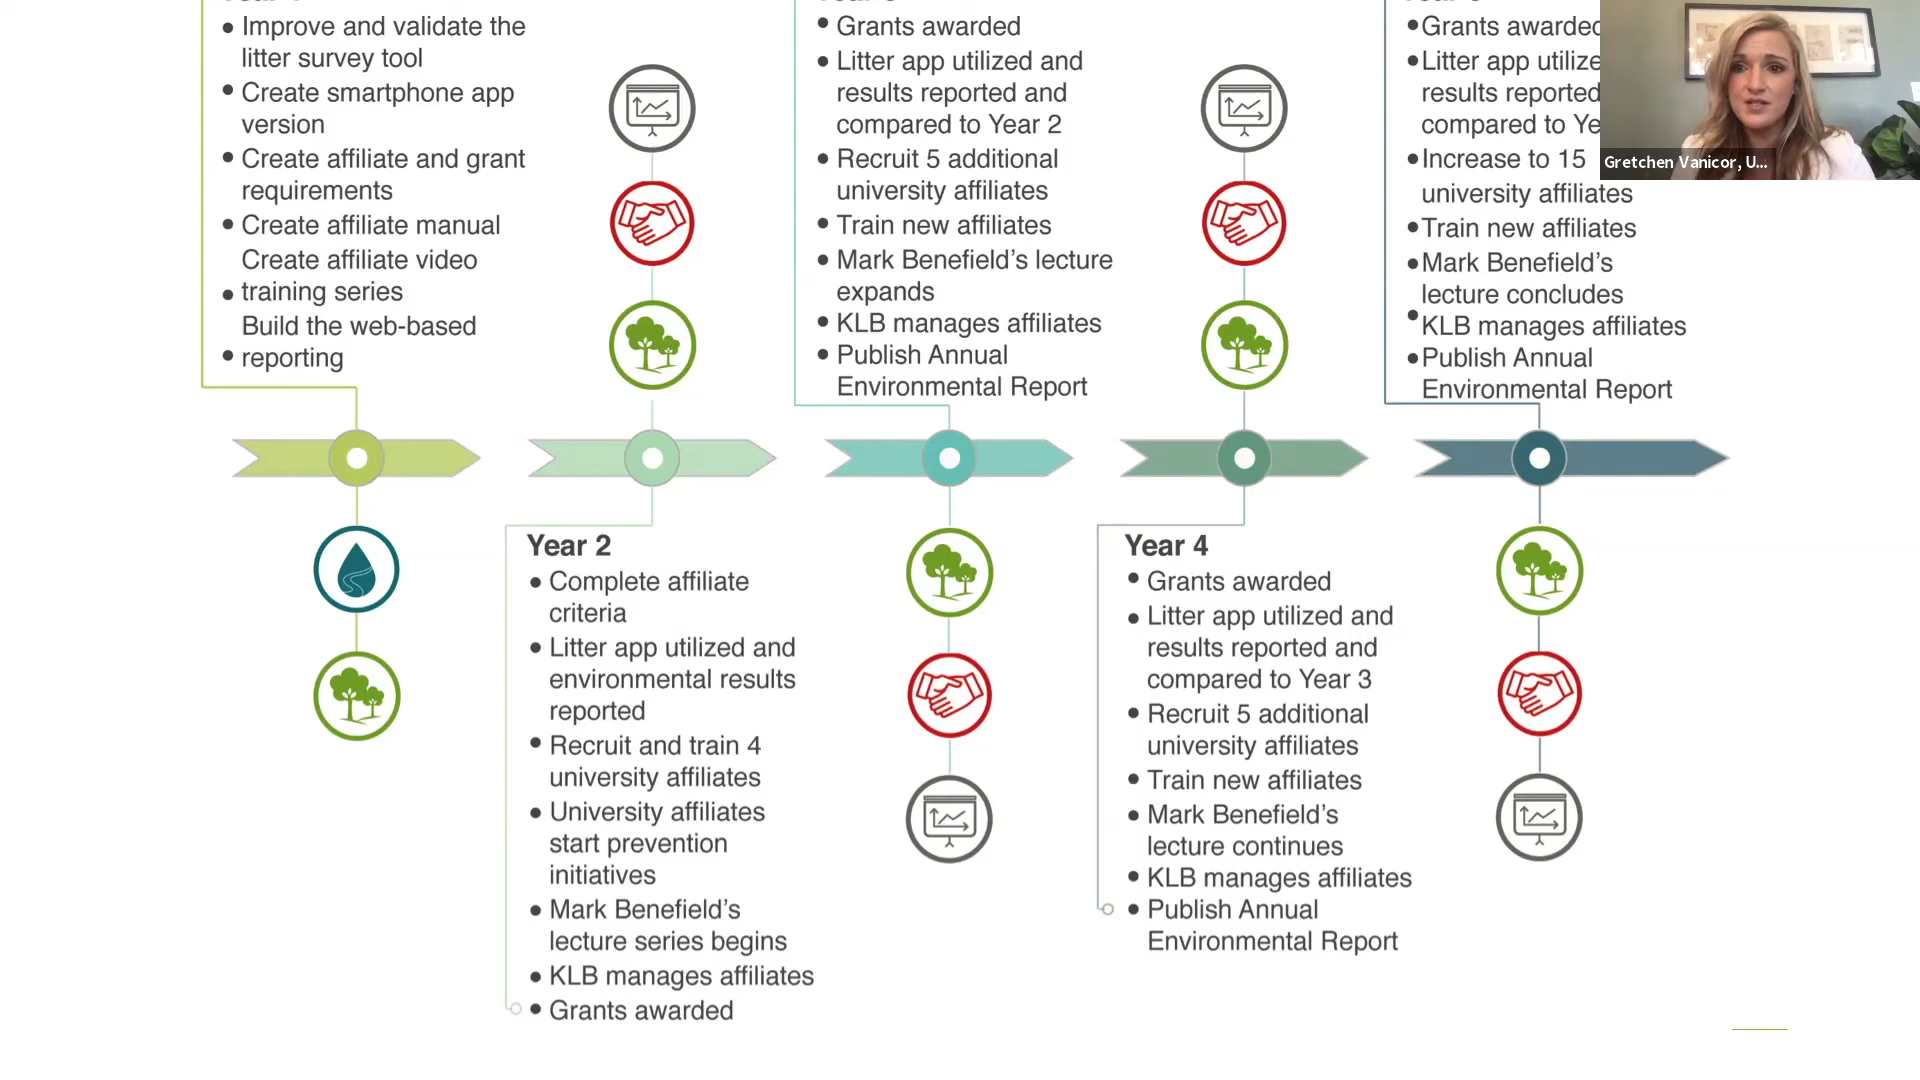 Improve and validate the
litter survey tool
Create smartphone app
version
Create affiliate and grant
requirements
Create affiliate manual
Create affiliate video
training series
Build the web-based
reporting
Year 2
Complete affiliate
criteria
Litter app utilized and
environmental results
reported
Recruit and train 4
university affiliates
University affiliates
start prevention
initiatives
Mark Benefield’s
lecture series begins
KLB manages affiliates
Grants awarded
Grants awarded
Litter app utilized and
results reported and
compared to Year 2
Recruit 5 additional
university affiliates
Train new affiliates
Mark Benefield’s lecture
expands
KLB manages affiliates
Publish Annual
Environmental Report
Year 4
Grants awarded
Litter app utilized and
results reported and
compared to Year 3
Recruit 5 additional
university affiliates
Train new affiliates
Mark Benefield’s
lecture continues
KLB manages affiliates
Publish Annual
Environmental Report
Grants awarded
Litter app utilize
results reported
compared to Ye
Increase to 15
university affiliates
Train new affiliates
Mark Benefield’s
lecture concludes
KLB manages affiliates
Publish Annual
Environmental Report
Gretchen Vanicor, U...